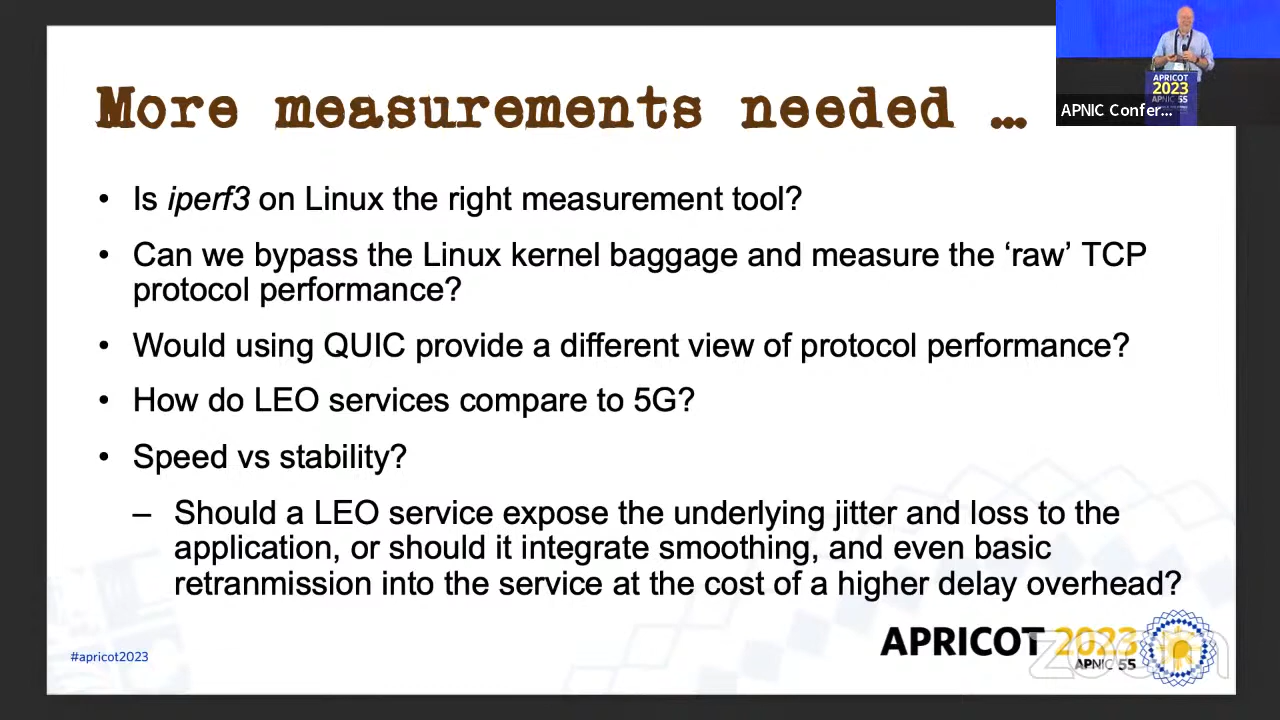 More measurements needed …
APRICOT
2023
APNIC 55
APNIC Confer...
• Is iperf3 on Linux the right measurement tool?
• Can we bypass the Linux kernel baggage and measure the ‘raw’ TCP
protocol performance?
• Would using QUIC provide a different view of protocol performance?
• How do LEO services compare to 5G?
• Speed vs stability?
– Should a LEO service expose the underlying jitter and loss to the
application, or should it integrate smoothing, and even basic
retranmission into the service at the cost of a higher delay overhead?
#apricot2023
APRICOT 2023
APNIC 55
zoom